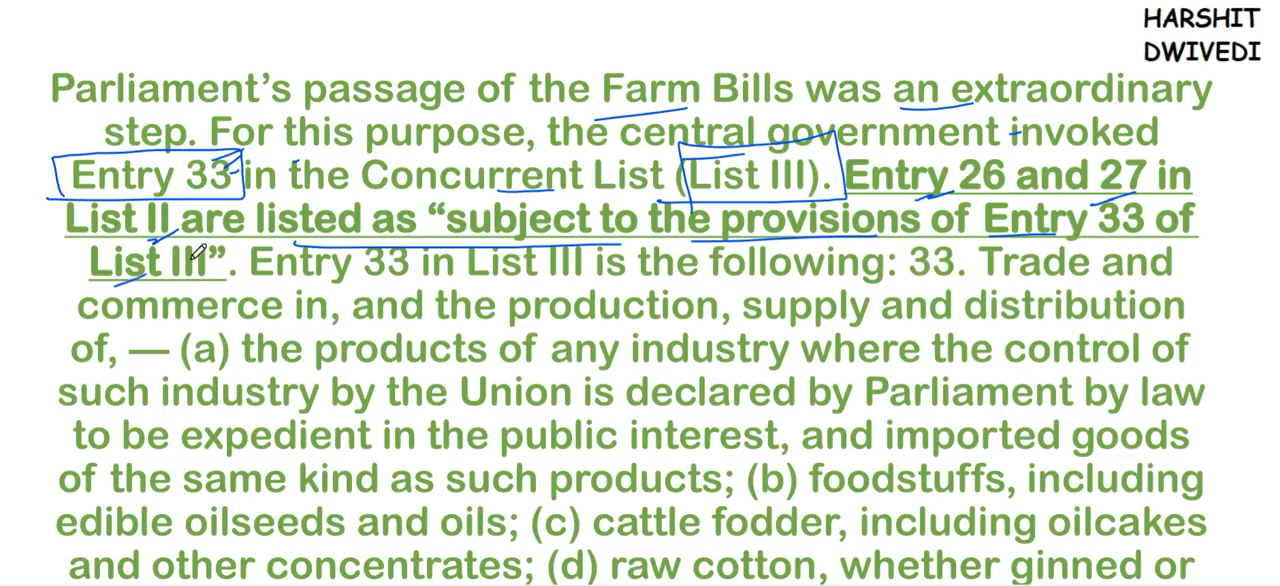 HARSHIT
DWIVEDI
Parliament’s passage of the Farm Bills was an extraordinary
step. For this purpose, the central government invoked
Entry 33 in the Concurrent List (List III). Entry 26 and 27 in
List II are listed as “subject to the provisions of Entry 33 of
List III”. Entry 33 in List III is the following: 33. Trade and
commerce in, and the production, supply and distribution
of, — (a) the products of any industry where the control of
such industry by the Union is declared by Parliament by law
to be expedient in the public interest, and imported goods
of the same kind as such products; (b) foodstuffs, including
edible oilseeds and oils; (c) cattle fodder, including oilcakes
and other concentrates; (d) raw cotton, whether ginned or